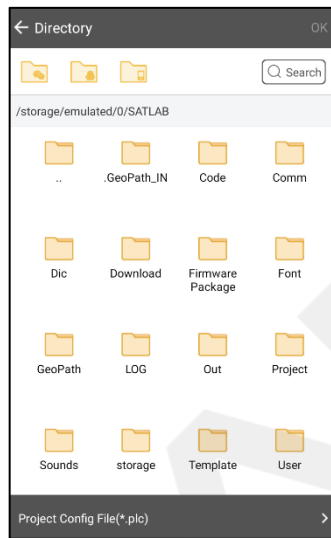 Directory
OK
Search
/storage/emulated/0/SATLAB
..
.GeoPath_IN
Code
Comm
Dic
Download
Firmware
Package
Font
GeoPath
LOG
Out
Project
Sounds
storage
Template
User
Project Config File(*.plc)